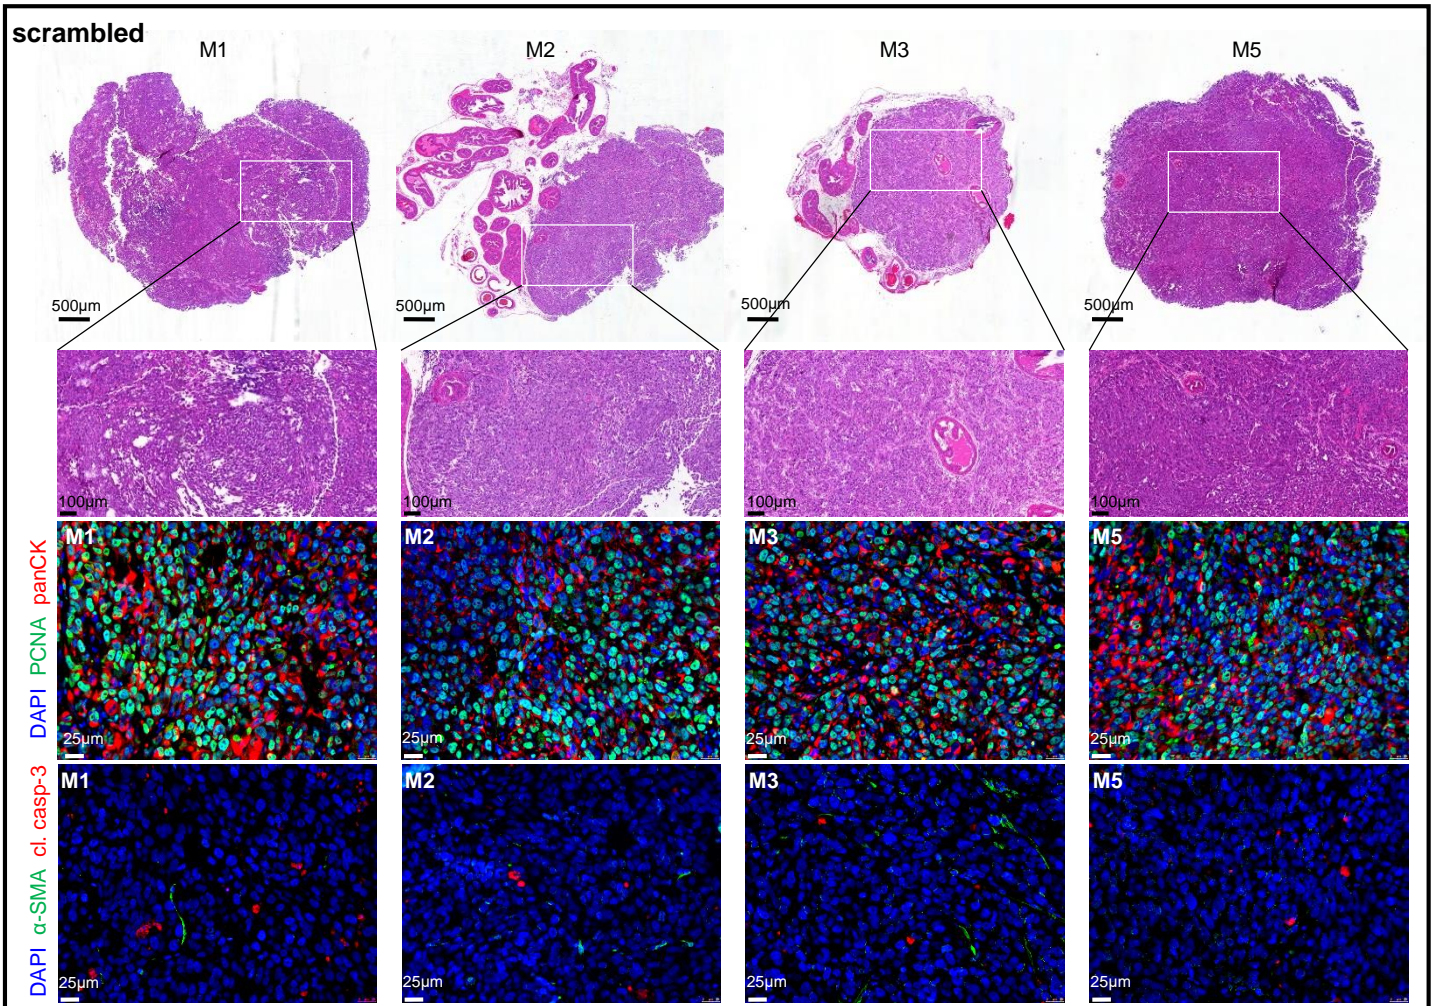 scrambled
M1 M2 M3 M5
500µm 500µm 500µm 500µm
100µm 100µm 100µm 100µm
DAPI PCNA panCK
M1 M2 M3 M5
25µm 25µm 25µm 25µm
DAPI α-SMA cl. casp-3
M1 M2 M3 M5
25µm 25µm 25µm 25µm